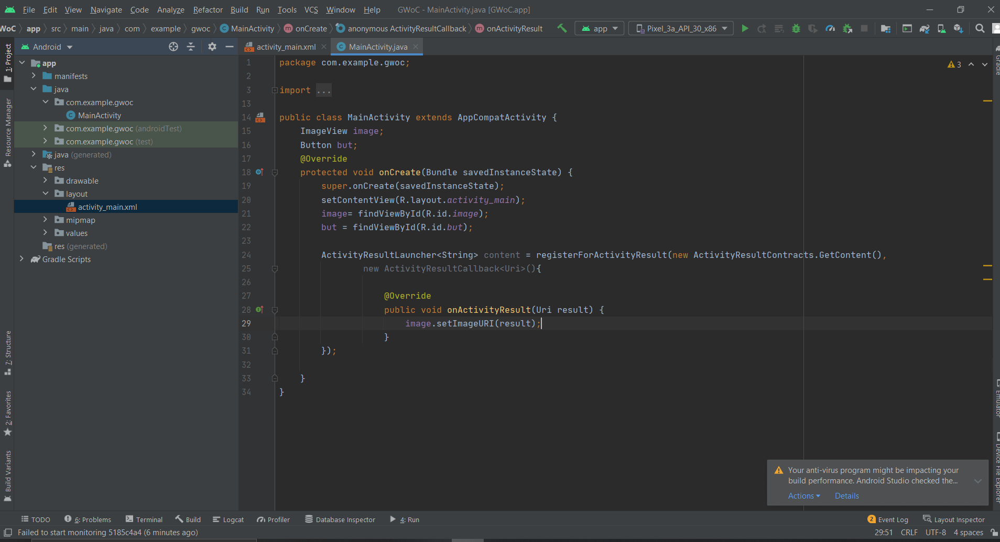 File Edit View Navigate Code Analyze Refactor Build Run Tools VCS Window Help GWoC - MainActivity.java [GWoC.app]
WoC app src main java com example gwoc MainActivity onCreate anonymous ActivityResultCallback onActivityResult app Pixel_3a_API_30_x86
1: Project
Resource Manager
7: Structure
2: Favorites
Build Variants
Android
app
manifests
java
com.example.gwoc
MainActivity
com.example.gwoc (androidTest)
com.example.gwoc (test)
java (generated)
res
drawable
layout
activity_main.xml
mipmap
values
res (generated)
Gradle Scripts
activity_main.xml MainActivity.java
1 package com.example.gwoc;
2
3 import ...
13
14 public class MainActivity extends AppCompatActivity {
15 ImageView image;
16 Button but;
17 @Override
18 protected void onCreate(Bundle savedInstanceState) {
19 super.onCreate(savedInstanceState);
20 setContentView(R.layout.activity_main);
21 image= findViewById(R.id.image);
22 but = findViewById(R.id.but);
23
24 ActivityResultLauncher<String> content = registerForActivityResult(new ActivityResultContracts.GetContent(),
25 new ActivityResultCallback<Uri>(){
26
27 @Override
28 public void onActivityResult(Uri result) {
29 image.setImageURI(result);
30 }
31 });
32
33 }
34 }
3
Gradle
Emulator
Device File Explorer
Your anti-virus program might be impacting your
build performance. Android Studio checked the...
Actions Details
TODO 6: Problems Terminal Build Logcat Profiler Database Inspector 4: Run 2 Event Log Layout Inspector
Failed to start monitoring 5185c4a4 (6 minutes ago) 29:51 CRLF UTF-8 4 spaces